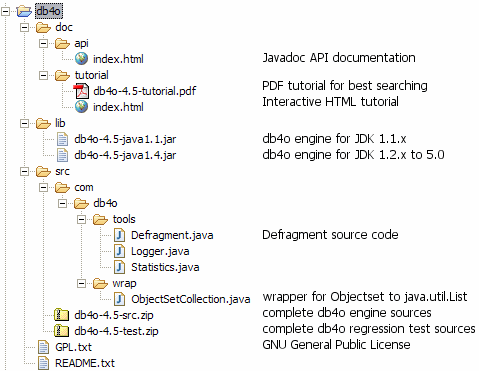 db4o
doc
api
index.html Javadoc API documentation
tutorial
db4o-4.5-tutorial.pdf PDF tutorial for best searching
index.html Interactive HTML tutorial
lib
db4o-4.5-java1.1.jar db4o engine for JDK 1.1.x
db4o-4.5-java1.4.jar db4o engine for JDK 1.2.x to 5.0
src
com
db4o
tools
Defragment.java Defragment source code
Logger.java
Statistics.java
wrap
ObjectSetCollection.java wrapper for Objectset to java.util.List
db4o-4.5-src.zip complete db4o engine sources
db4o-4.5-test.zip complete db4o regression test sources
GPL.txt GNU General Public License
README.txt